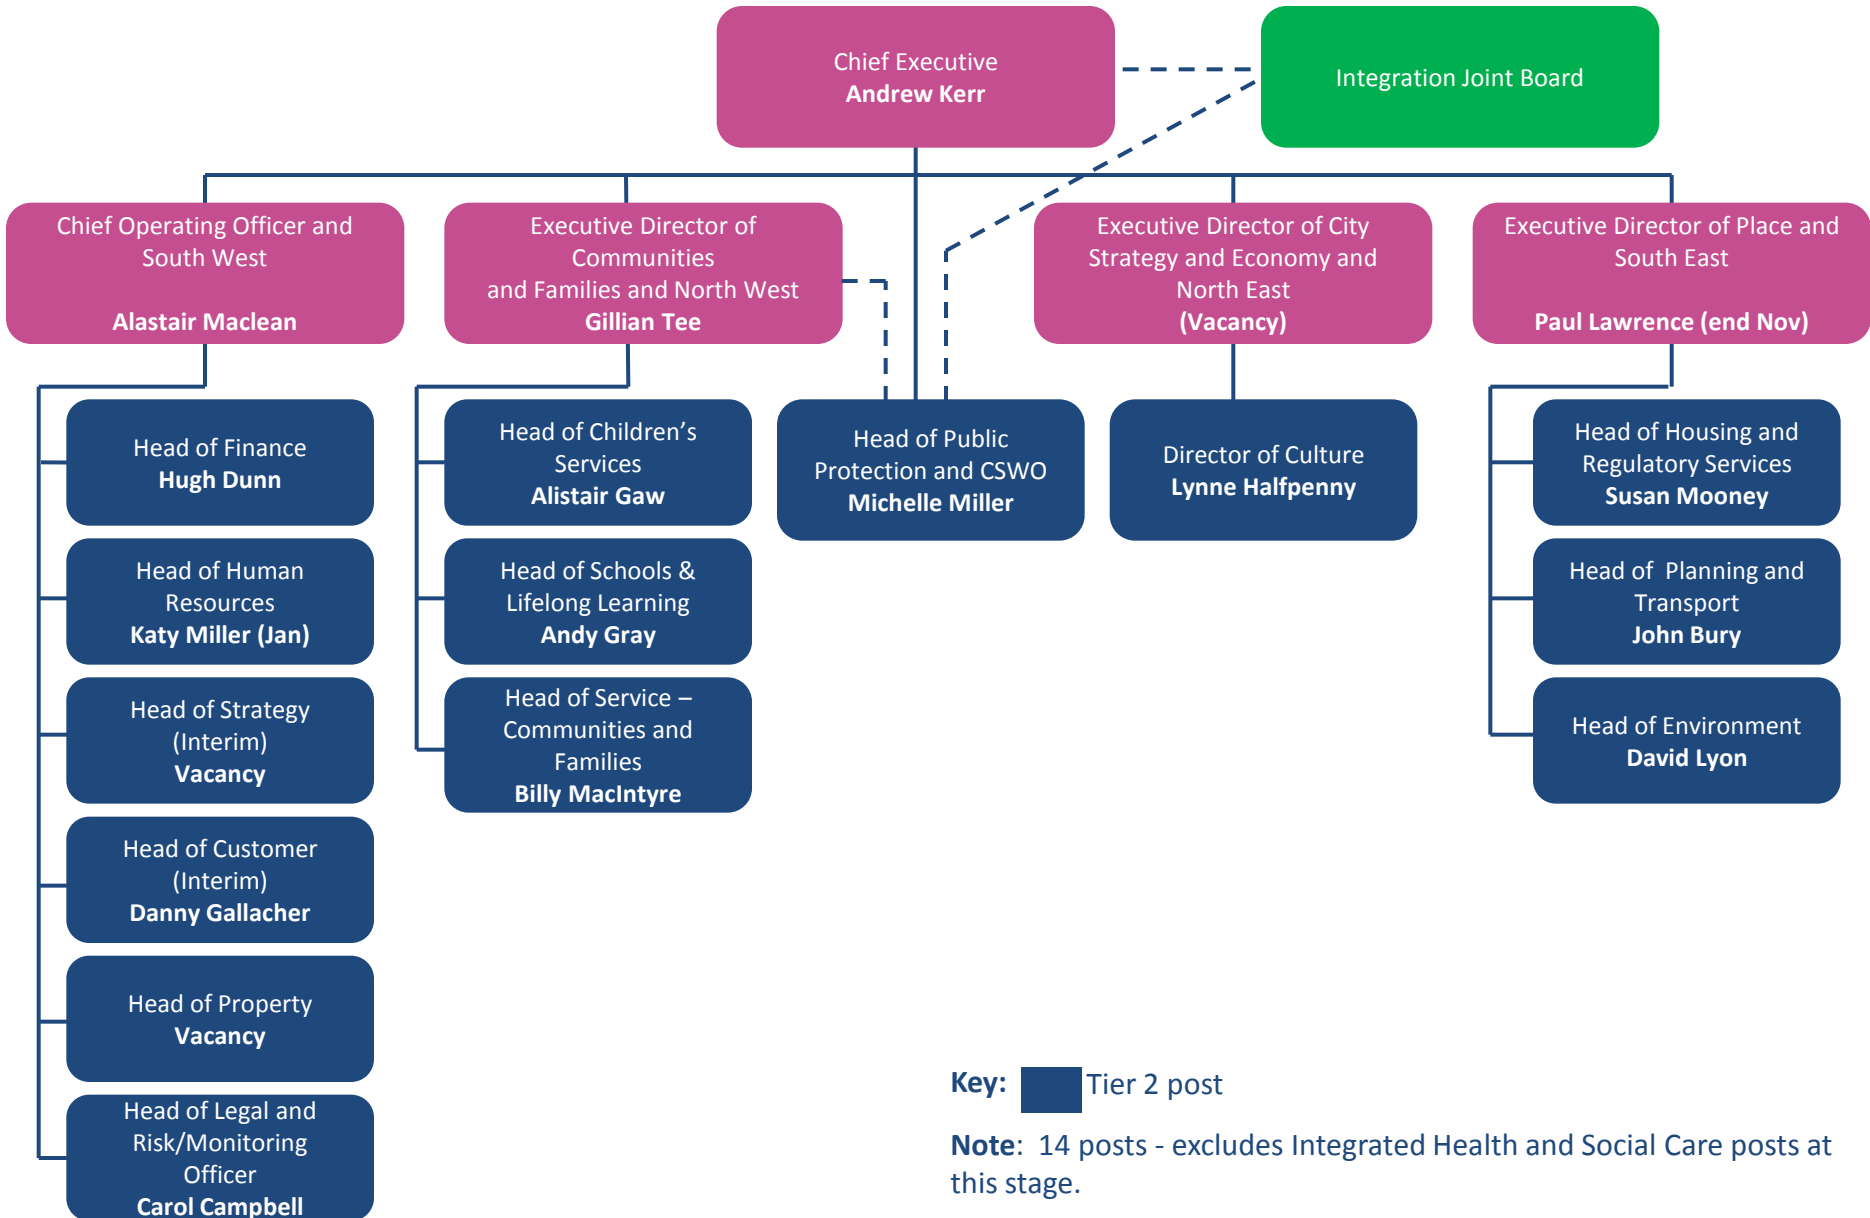 Chief Executive
Andrew Kerr
Integration Joint Board
Chief Operating Officer and
South West
Alastair Maclean
Executive Director of
Communities
and Families and North West
Gillian Tee
Executive Director of City
Strategy and Economy and
North East
(Vacancy)
Executive Director of Place and
South East
Paul Lawrence (end Nov)
Head of Finance
Hugh Dunn
Head of Human
Resources
Katy Miller (Jan)
Head of Strategy
(Interim)
Vacancy
Head of Customer
(Interim)
Danny Gallacher
Head of Property
Vacancy
Head of Legal and
Risk/Monitoring
Officer
Carol Campbell
Head of Children's
Services
Alistair Gaw
Head of Schools &
Lifelong Learning
Andy Gray
Head of Service –
Communities and
Families
Billy MacIntyre
Head of Public
Protection and CSWO
Michelle Miller
Director of Culture
Lynne Halfpenny
Head of Housing and
Regulatory Services
Susan Mooney
Head of  Planning and
Transport
John Bury
Head of Environment
David Lyon
Key: Tier 2 post
Note:  14 posts - excludes Integrated Health and Social Care posts at
this stage.